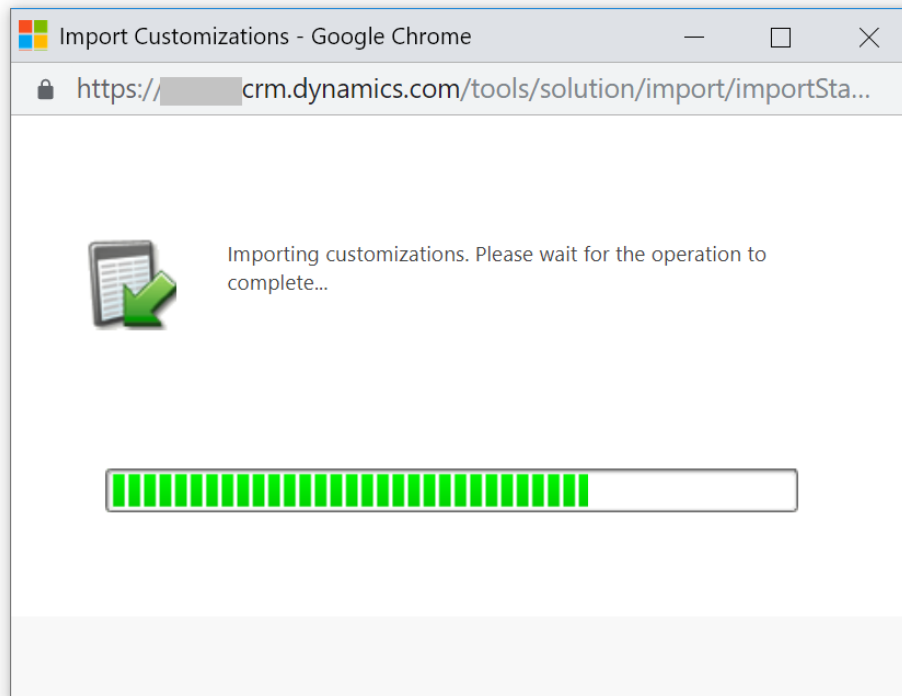 Import Customizations - Google Chrome
https://crm.dynamics.com/tools/solution/import/importSta...
Importing customizations. Please wait for the operation to
complete...